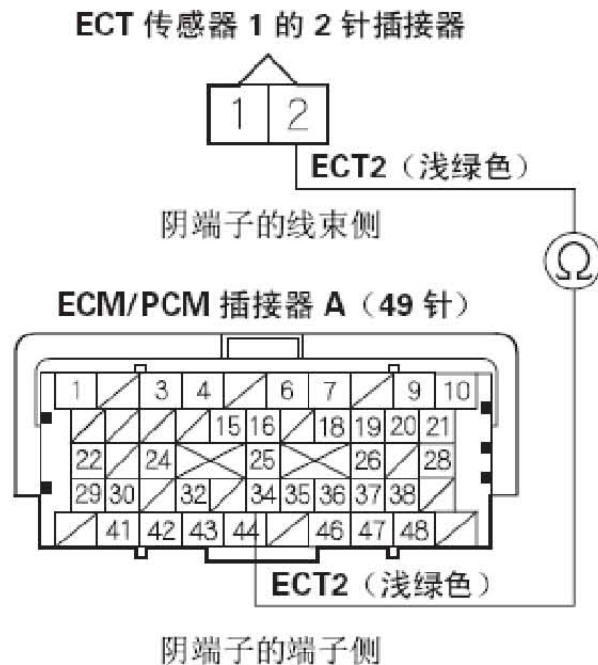 ECT 传感器 1 的 2 针插接器
1 2
ECT2（浅绿色）
阴端子的线束侧
Ω
ECM/PCM 插接器 A（49 针）
1 3 4 6 7 9 10
15 16 18 19 20 21
22 24 25 26 28
29 30 32 34 35 36 37 38
41 42 43 44 46 47 48
ECT2（浅绿色）
阴端子的端子侧